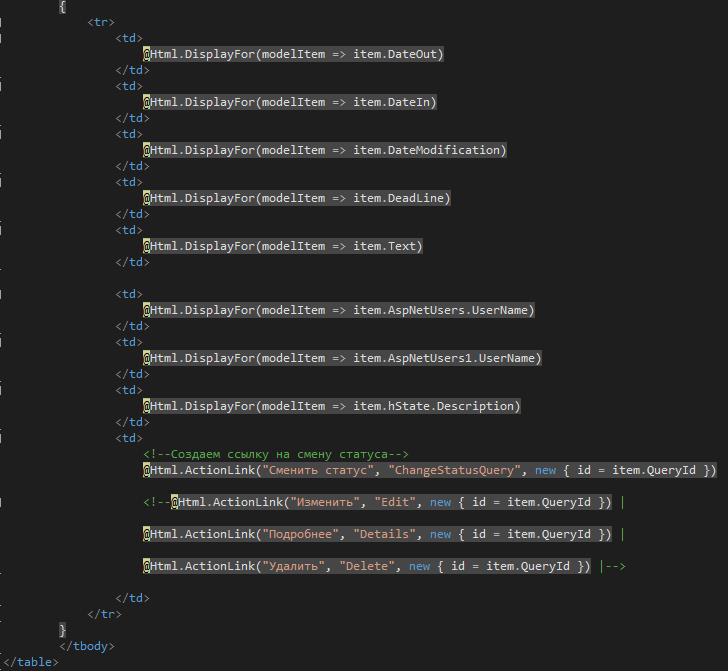 {
<tr>
<td>
@Html.DisplayFor(modelItem => item.DateOut)
</td>
<td>
@Html.DisplayFor(modelItem => item.DateIn)
</td>
<td>
@Html.DisplayFor(modelItem => item.DateModification)
</td>
<td>
@Html.DisplayFor(modelItem => item.DeadLine)
</td>
<td>
@Html.DisplayFor(modelItem => item.Text)
</td>
<td>
@Html.DisplayFor(modelItem => item.AspNetUsers.UserName)
</td>
<td>
@Html.DisplayFor(modelItem => item.AspNetUsers1.UserName)
</td>
<td>
@Html.DisplayFor(modelItem => item.hState.Description)
</td>
<td>
<!--Создаем ссылку на смену статуса-->
@Html.ActionLink("Сменить статус", "ChangeStatusQuery", new { id = item.QueryId })
<!--@Html.ActionLink("Изменить", "Edit", new { id = item.QueryId }) |
@Html.ActionLink("Подробнее", "Details", new { id = item.QueryId }) |
@Html.ActionLink("Удалить", "Delete", new { id = item.QueryId }) |-->
</td>
</tr>
}
</tbody>
</table>